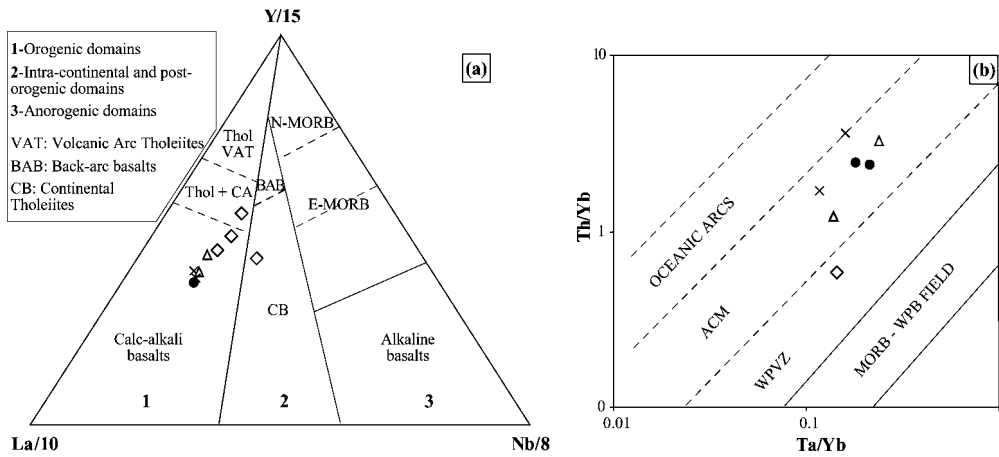 Y/15
(a)
1-Orogenic domains
2-Intra-continental and post-
orogenic domains
3-Anorogenic domains
VAT: Volcanic Arc Tholeiites
BAB: Back-arc basalts
CB: Continental
Tholeiites
Thol
VAT
N-MORB
Thol + CA
BAB
E-MORB
CB
Calc-alkali
basalts
Alkaline
basalts
1
2
3
La/10
Nb/8
(b)
10
1
0
Th/Yb
OCEANIC ARCS
ACM
WPVZ
MORB - WPB FIELD
0.01
0.1
Ta/Yb